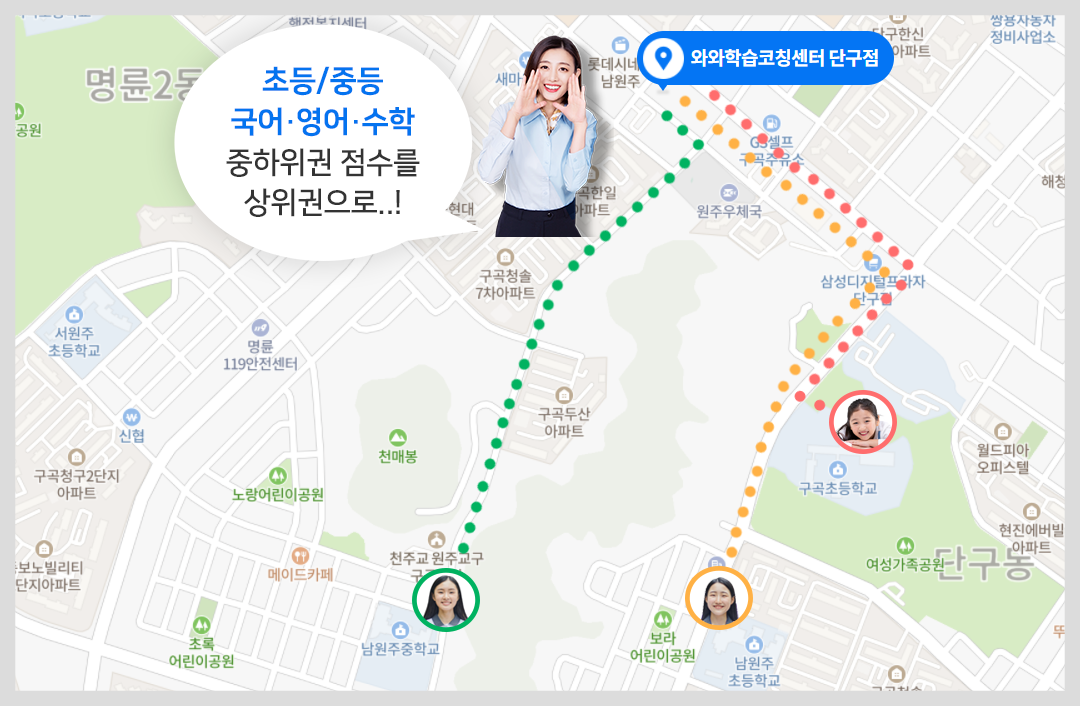 행정복지센터
쌍용자동차
정비사업소
단구한신
아파트
와와학습코칭센터 단구점
명륜2동
초등/중등
국어·영어·수학
중하위권 점수를
상위권으로..!
새마
롯데시네
남원주
공원
GS셀프
구곡주유소
해청
원주우체국
구곡한일
아파트
현대
구곡청솔
7차아파트
삼성디지털프라자
단구점
서원주
초등학교
명륜
119안전센터
구곡두산
아파트
신협
천매봉
월드피아
오피스텔
구곡청구2단지
아파트
노랑어린이공원
구곡초등학교
현진에버빌
아파트
천주교 원주교구
보노빌리티
단지아파트
메이드카페
여성가족공원
단구동
초록
어린이공원
남원주중학교
보라
어린이공원
남원주
초등학교
뚜